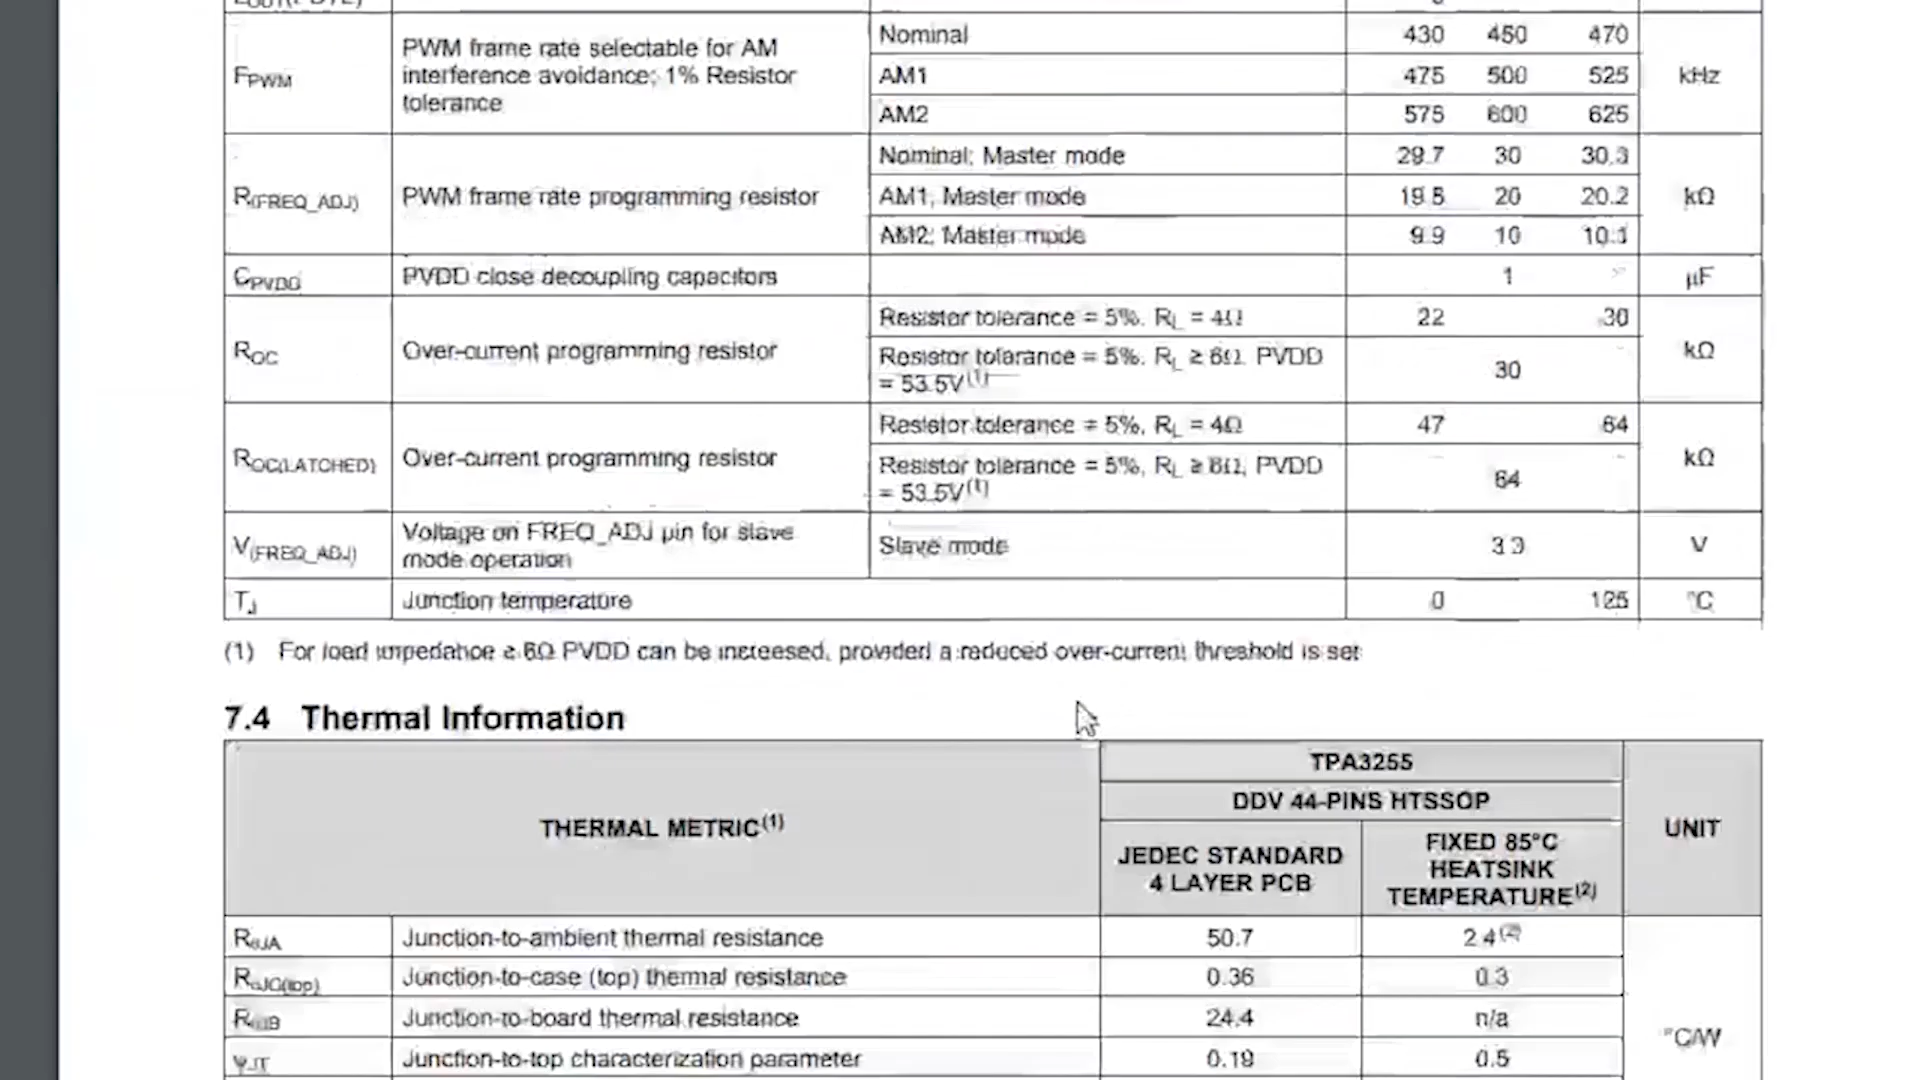 FPWM PWM frame rate selectable for AM interference avoidance; 1% Resistor tolerance Nominal 430 450 470 kHz
AM1 475 500 525
AM2 575 600 625
R(FREQ_ADJ) PWM frame rate programming resistor Nominal; Master mode 29.7 30 30.3 kΩ
AM1; Master mode 19.8 20 20.2
AM2; Master mode 9.9 10 10.1
CPVDD PVDD close decoupling capacitors 1 μF
ROC Over-current programming resistor Resistor tolerance = 5%, RL = 4Ω 22 30 kΩ
Resistor tolerance = 5%, RL ≥ 6Ω, PVDD = 53.5V(1) 30
ROC(LATCHED) Over-current programming resistor Resistor tolerance = 5%, RL = 4Ω 47 64 kΩ
Resistor tolerance = 5%, RL ≥ 6Ω, PVDD = 53.5V(1) 64
V(FREQ_ADJ) Voltage on FREQ_ADJ pin for slave mode operation Slave mode 3.3 V
TJ Junction temperature 0 125 °C
(1) For load impedance ≥ 6Ω PVDD can be increased, provided a reduced over-current threshold is set
7.4 Thermal Information
THERMAL METRIC(1) TPA3255 UNIT
DDV 44-PINS HTSSOP
JEDEC STANDARD 4 LAYER PCB FIXED 85°C HEATSINK TEMPERATURE(2)
RθJA Junction-to-ambient thermal resistance 50.7 2.4(2) °C/W
RθJC(top) Junction-to-case (top) thermal resistance 0.36 0.3
RθJB Junction-to-board thermal resistance 24.4 n/a
ψJT Junction-to-top characterization parameter 0.19 0.5